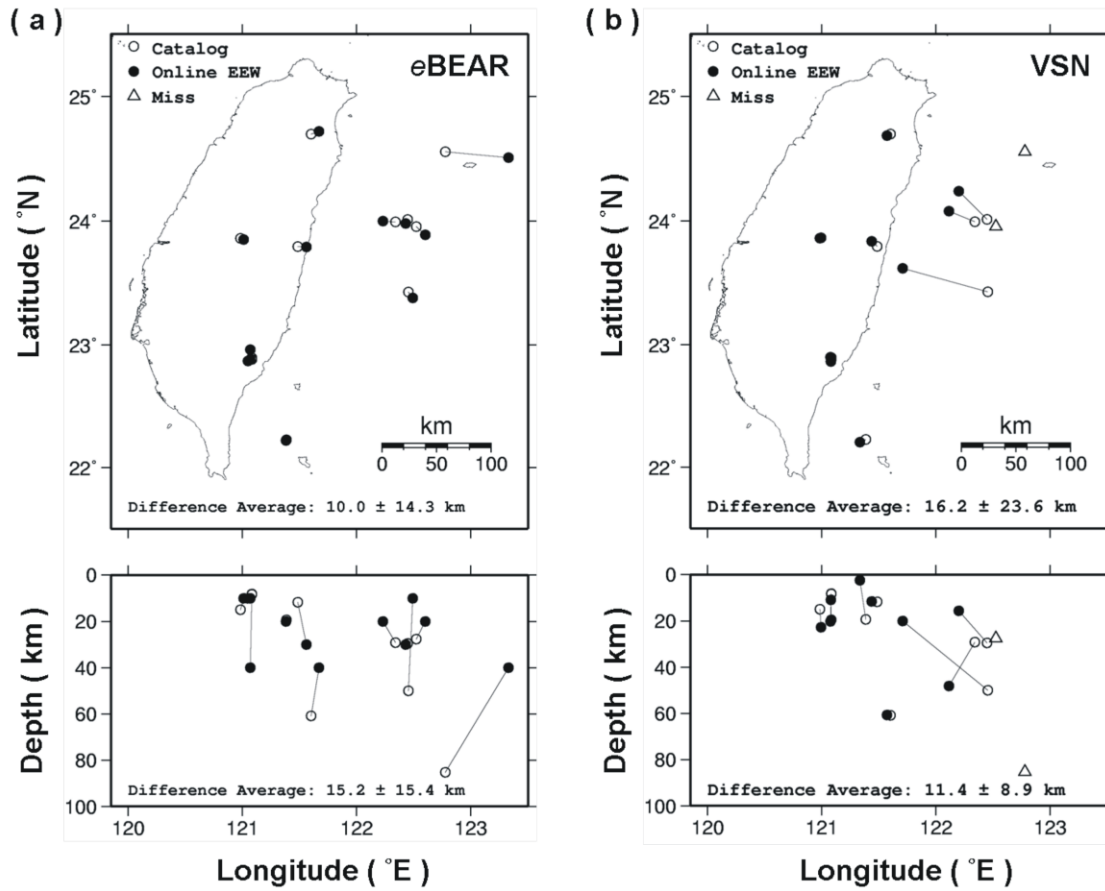 ( a )
Catalog
Online EEW
Miss
eBEAR
25°
24°
23°
22°
Latitude ( °N )
km
0 50 100
Difference Average: 10.0 ± 14.3 km
0
20
40
60
80
100
Depth ( km )
Difference Average: 15.2 ± 15.4 km
120 121 122 123
Longitude ( °E )
( b )
Catalog
Online EEW
Miss
VSN
25°
24°
23°
22°
Latitude ( °N )
km
0 50 100
Difference Average: 16.2 ± 23.6 km
0
20
40
60
80
100
Depth ( km )
Difference Average: 11.4 ± 8.9 km
120 121 122 123
Longitude ( °E )